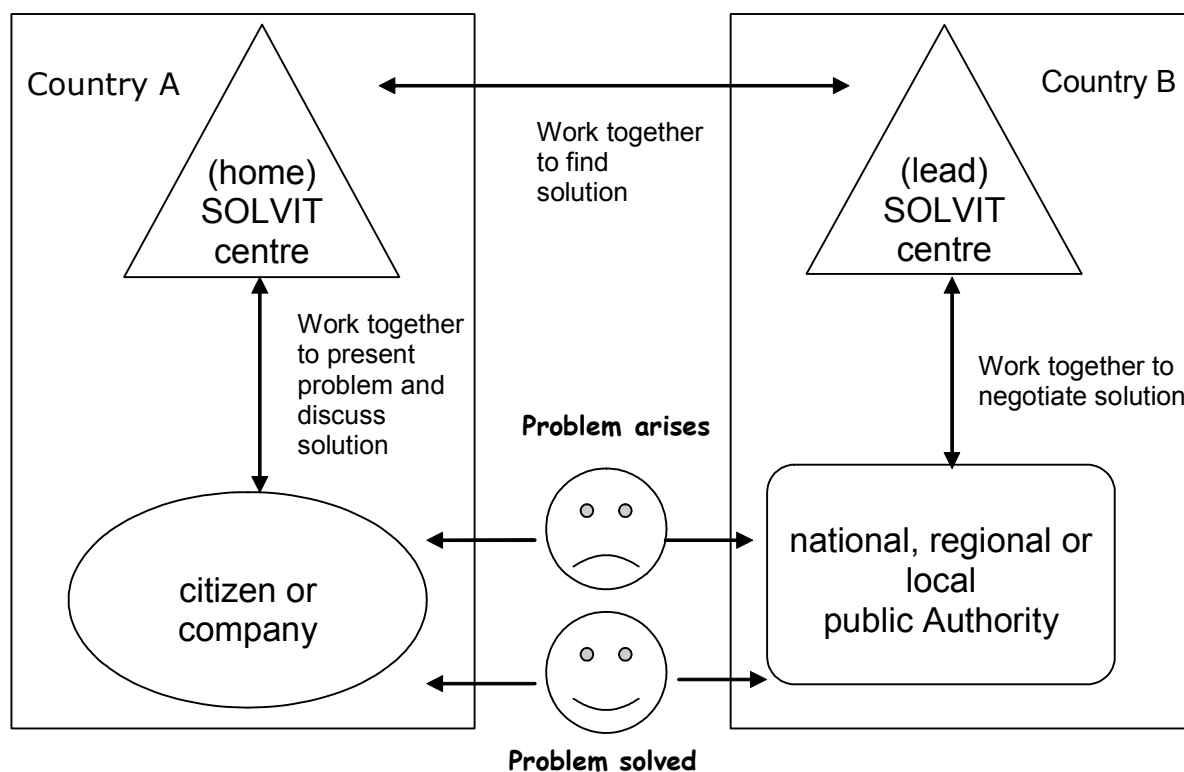 Country A
(home)
SOLVIT
centre
Work together
to find
solution
Country B
(lead)
SOLVIT
centre
Work together
to present
problem and
discuss
solution
Work together to
negotiate solution
Problem arises
citizen or
company
national, regional or
local
public Authority
Problem solved